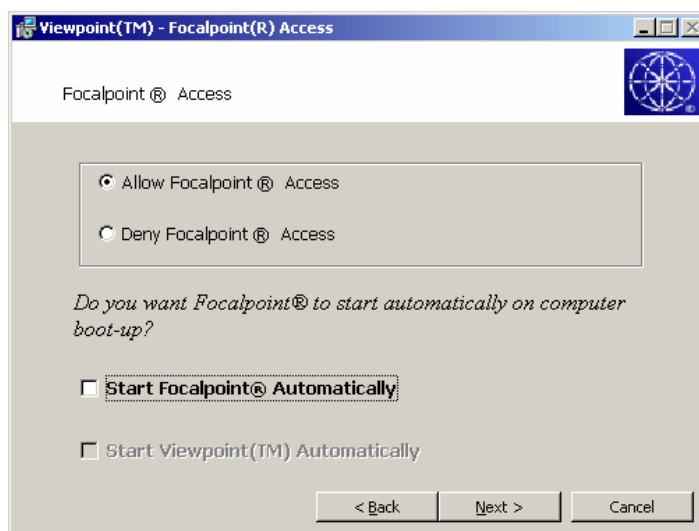 Viewpoint(TM) - Focalpoint(R) Access
Focalpoint ® Access
®
Allow Focalpoint ® Access
Deny Focalpoint ® Access
Do you want Focalpoint® to start automatically on computer
boot-up?
Start Focalpoint® Automatically
Start Viewpoint(TM) Automatically
< Back Next > Cancel